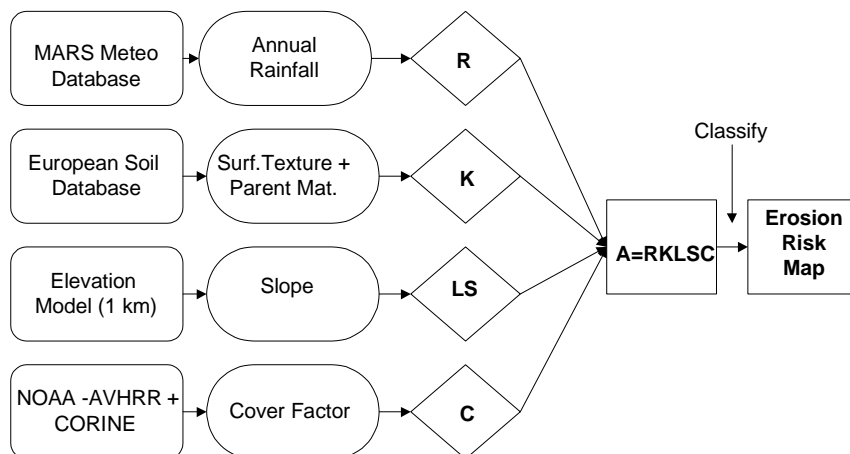 MARS Meteo
Database
Annual
Rainfall
R
European Soil
Database
Surf.Texture +
Parent Mat.
K
Elevation
Model (1 km)
Slope
LS
NOAA -AVHRR +
CORINE
Cover Factor
C
A=RKLSC
Classify
Erosion
Risk
Map